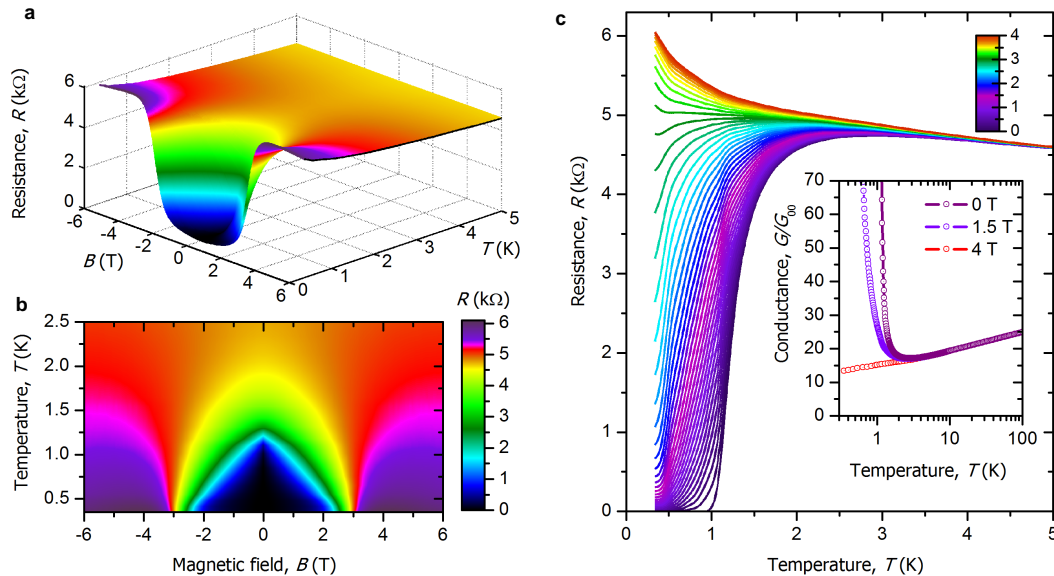 a
Resistance, R (kΩ)
6
4
2
0
-6
-4
-2
0
2
4
6
B (T)
0
1
2
3
4
5
T (K)
b
Temperature, T (K)
2.5
2.0
1.5
1.0
0.5
-6 -4 -2 0 2 4 6
Magnetic field, B (T)
R (kΩ)
6
5
4
3
2
1
0
c
Resistance, R (kΩ)
6
5
4
3
2
1
0
0 1 2 3 4 5
Temperature, T (K)
4
3
2
1
0
Conductance, G/G00
70
60
50
40
30
20
10
0
0 T
1.5 T
4 T
1 10 100
Temperature, T (K)